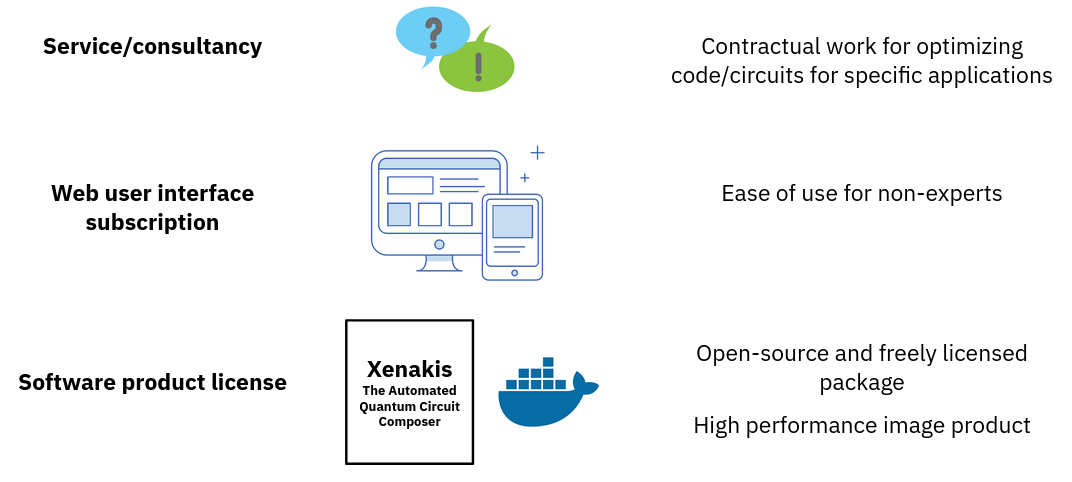 Service/consultancy
? !
Contractual work for optimizing
code/circuits for specific applications
Web user interface
subscription
Ease of use for non-experts
Software product license
Xenakis
The Automated
Quantum Circuit
Composer
Open-source and freely licensed
package
High performance image product